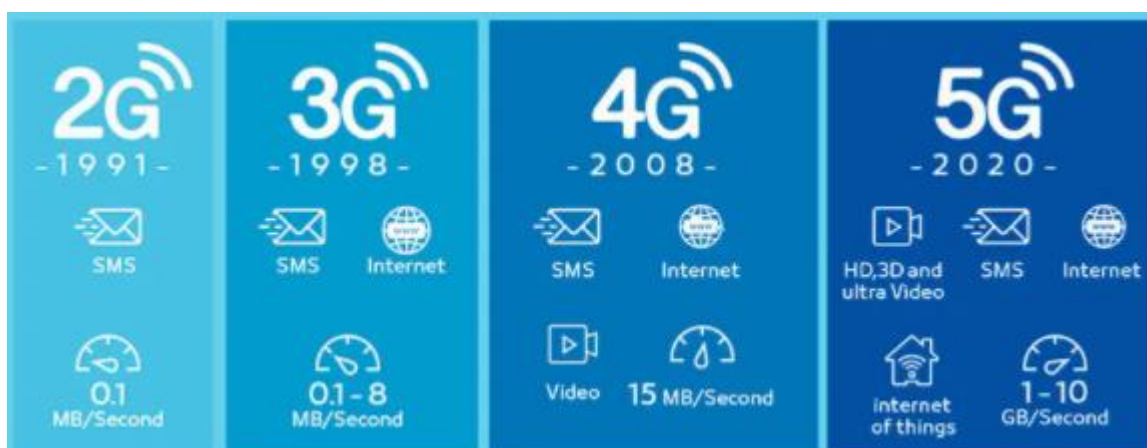 2G
-1991-
SMS
0.1
MB/Second
3G
-1998-
SMS
Internet
0.1-8
MB/Second
4G
-2008-
SMS
Internet
Video
15 MB/Second
5G
-2020-
HD,3D and
ultra Video
SMS
Internet
internet
of things
1-10
GB/Second